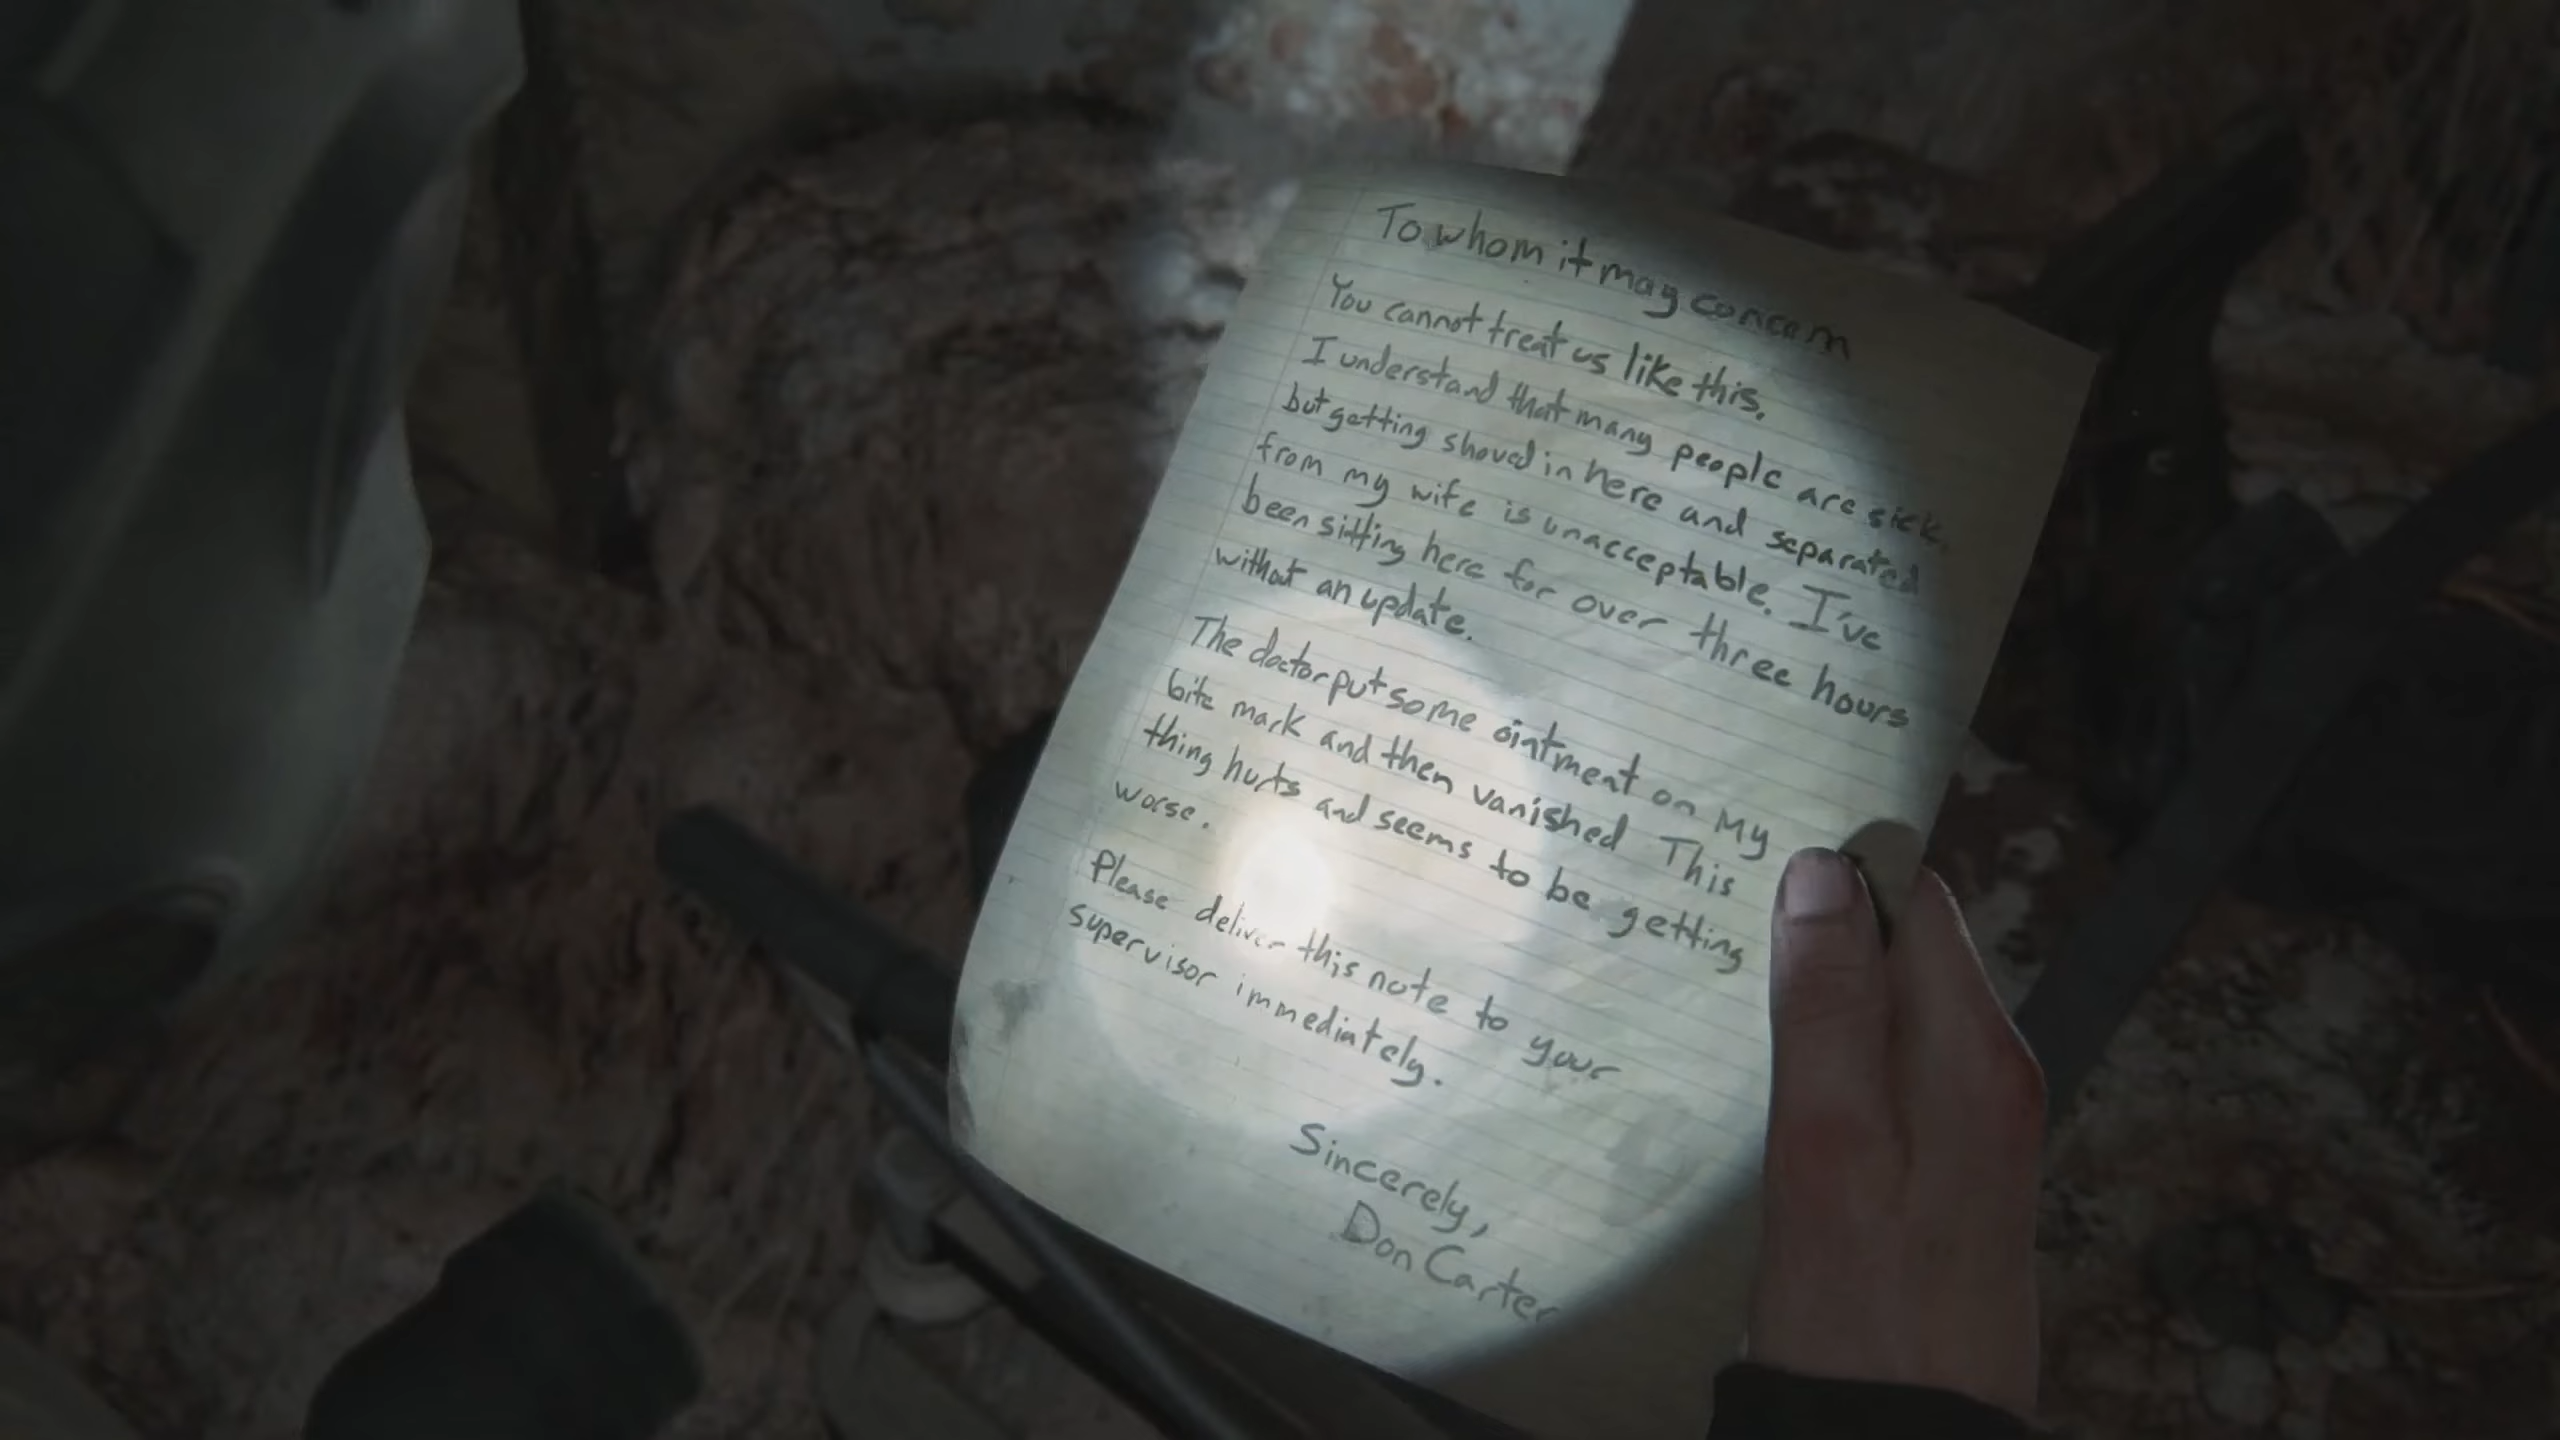 To whom it may concern
You cannot treat us like this.
I understand that many people are sick.
but getting shoved in here and separated
from my wife is unacceptable. I've
been sitting here for over three hours
without an update.
The doctor put some ointment on my
bite mark and then vanished This
thing hurts and seems to be getting
worse.
Please deliver this note to your
supervisor immediately.
Sincerely,
Don Carter